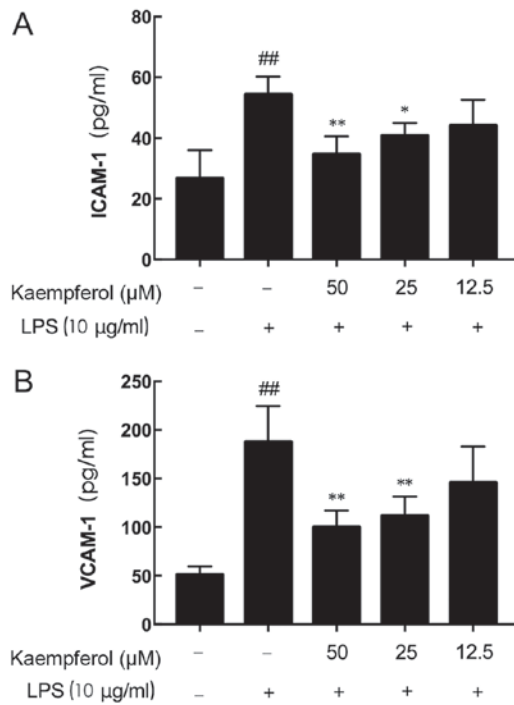 A
80
##
60
**
*
40
20
0
ICAM-1 (pg/ml)
Kaempferol (μM) – – 50 25 12.5
LPS (10 μg/ml) – + + + +
B
250
##
200
**
**
150
100
50
0
VCAM-1 (pg/ml)
Kaempferol (μM) – – 50 25 12.5
LPS (10 μg/ml) – + + + +